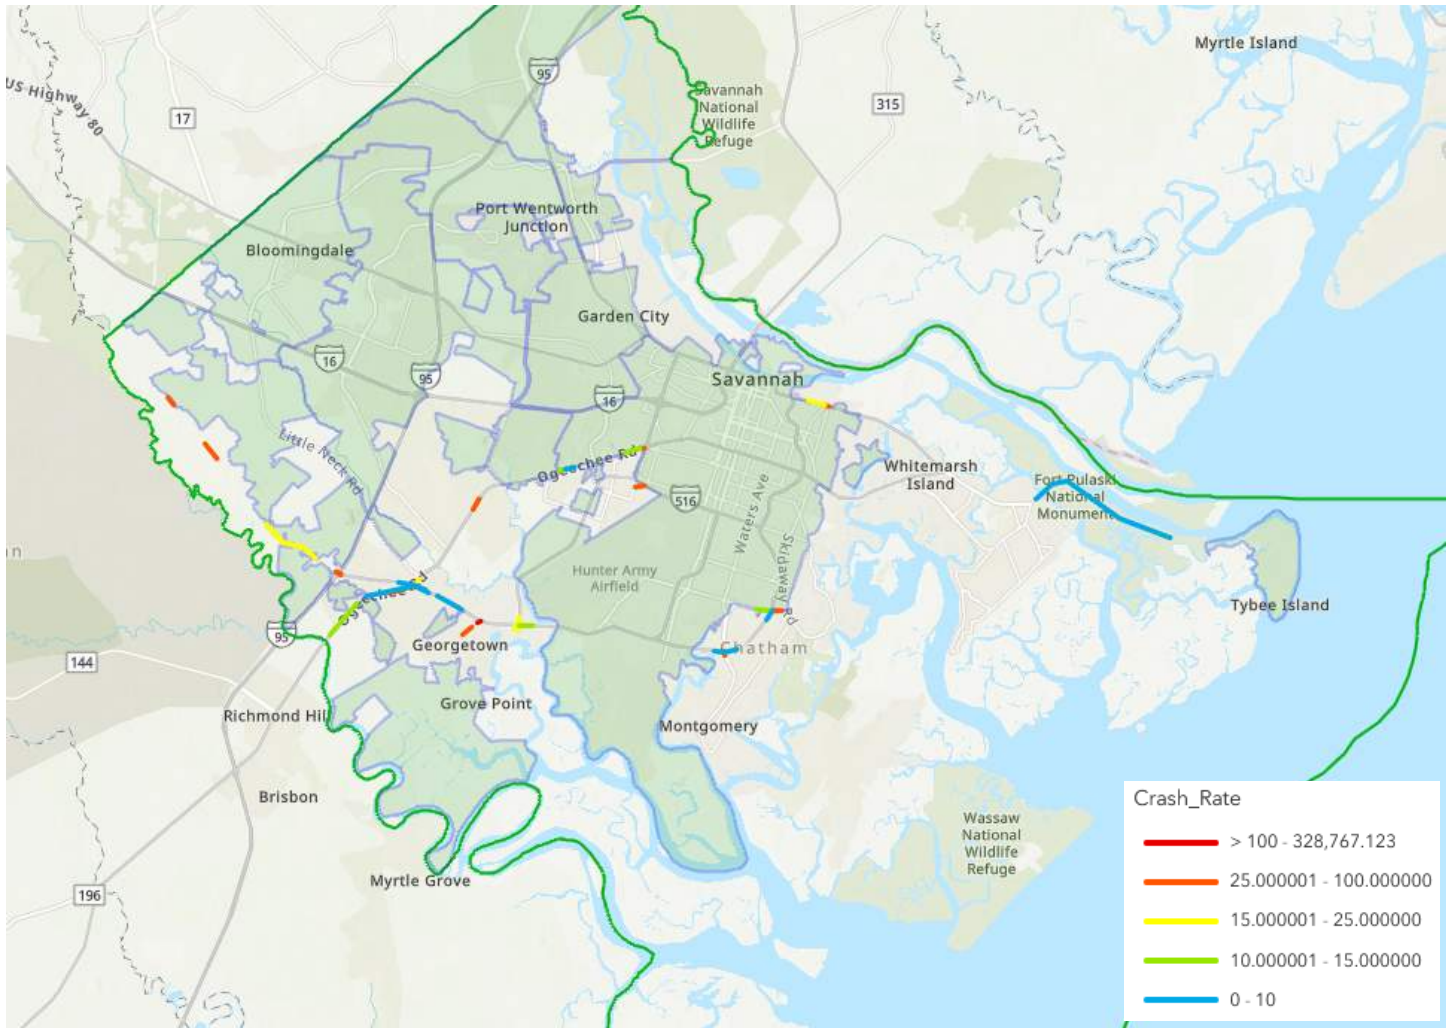 Myrtle Island
95
US Highway 80
17
315
Savannah
National
Wildlife
Refuge
Port Wentworth
Junction
Bloomingdale
Garden City
16
95
Savannah
16
Little Neck Rd
Ogeechee Rd
Whitemarsh
Island
Fort Pulaski
National
Monument
516
Waters Ave
Skidaway Rd
Hunter Army
Airfield
Tybee Island
95
Georgetown
Chatham
144
Grove Point
Richmond Hill
Montgomery
Brisbon
Wassaw
National
Wildlife
Refuge
Myrtle Grove
196
Crash_Rate
> 100 - 328,767.123
25.000001 - 100.000000
15.000001 - 25.000000
10.000001 - 15.000000
0 - 10